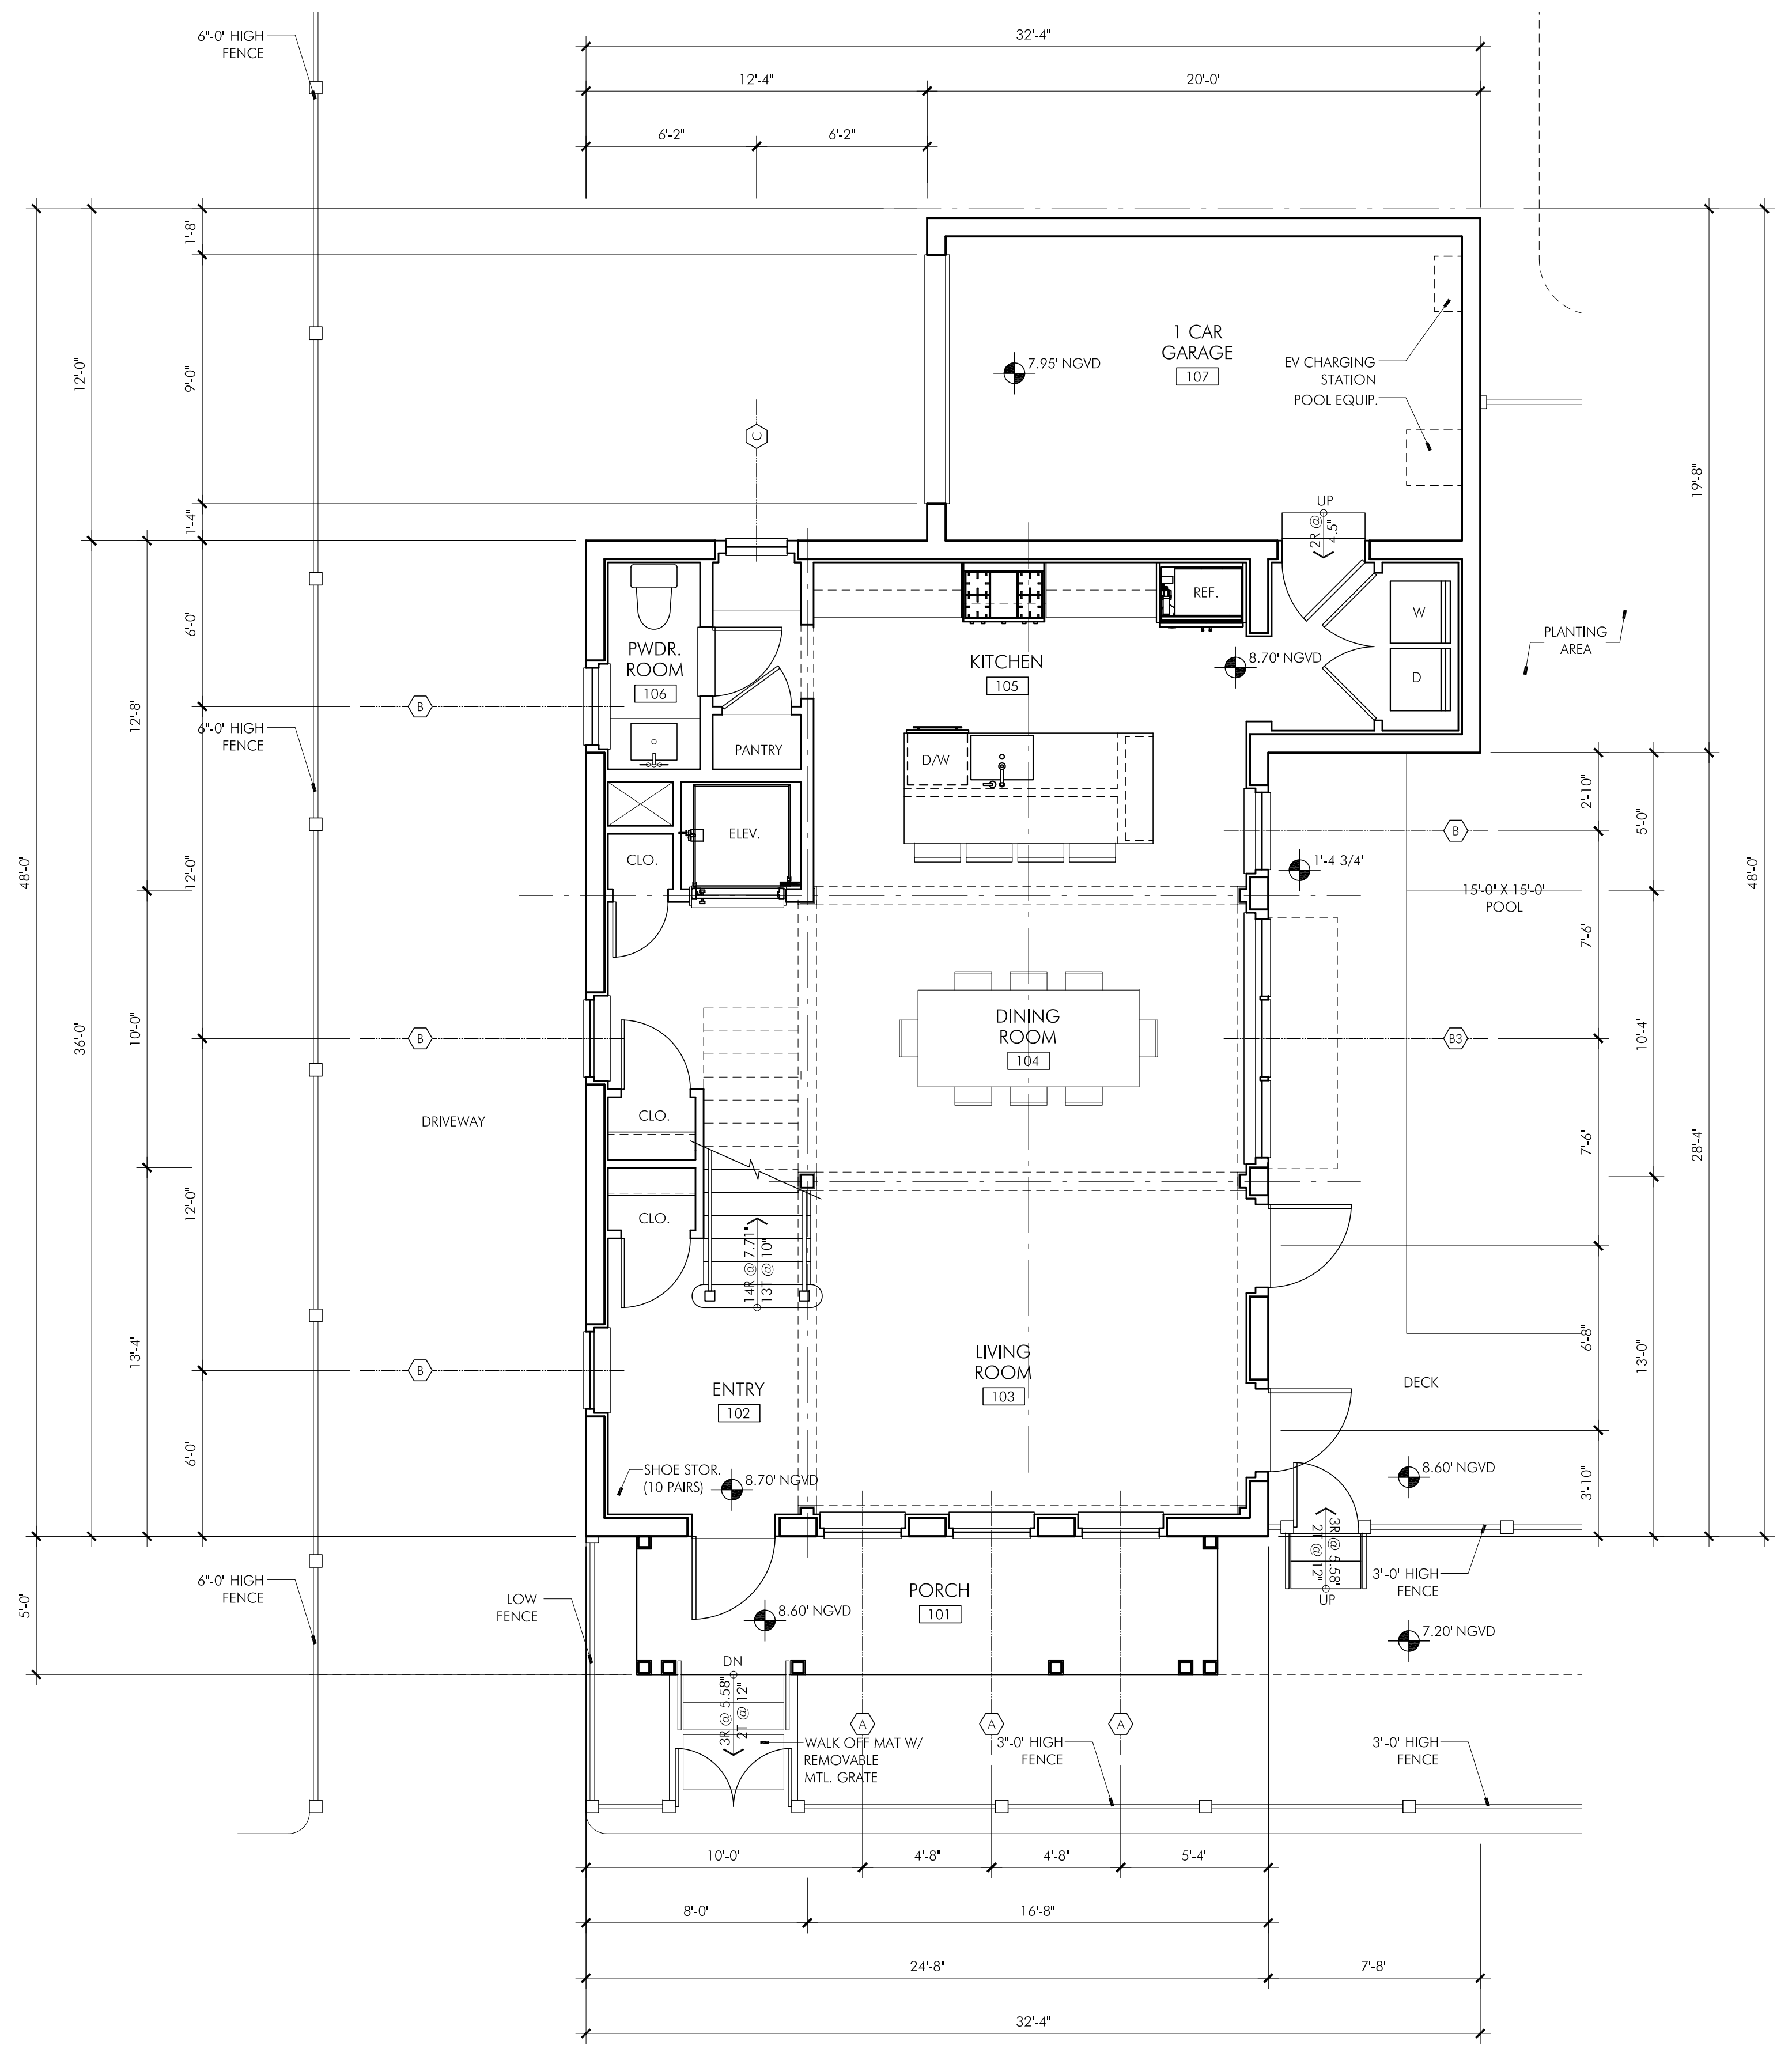 6"-0" HIGH
FENCE
32'-4"
12'-4"
20'-0"
6'-2"
6'-2"
1'-8"
12'-0"
9'-0"
1'-4"
19'-8"
48'-0"
48'-0"
1 CAR
GARAGE
107
7.95' NGVD
EV CHARGING
STATION
POOL EQUIP.
C
UP
2R @
4.5"
REF.
W
D
PLANTING
AREA
PWDR.
ROOM
106
KITCHEN
105
8.70' NGVD
6'-0"
12'-8"
B
6"-0" HIGH
FENCE
PANTRY
D/W
ELEV.
CLO.
B
1'-4 3/4"
15'-0" X 15'-0"
POOL
2'-10"
5'-0"
7'-6"
12'-0"
36'-0"
10'-0"
B
DINING
ROOM
104
B3
10'-4"
7'-6"
28'-4"
DRIVEWAY
CLO.
CLO.
12'-0"
14R @ 7.71"
13T @ 10"
13'-4"
B
ENTRY
102
LIVING
ROOM
103
6'-8"
13'-0"
DECK
6'-0"
SHOE STOR.
(10 PAIRS)
8.70' NGVD
8.60' NGVD
3'-10"
3R @ 5.58"
2T @ 12"
UP
3"-0" HIGH
FENCE
5'-0"
6"-0" HIGH
FENCE
LOW
FENCE
PORCH
101
8.60' NGVD
7.20' NGVD
DN
3R @ 5.58"
2T @ 12"
A
A
A
WALK OFF MAT W/
REMOVABLE
MTL. GRATE
3"-0" HIGH
FENCE
3"-0" HIGH
FENCE
10'-0"
4'-8"
4'-8"
5'-4"
8'-0"
16'-8"
24'-8"
7'-8"
32'-4"